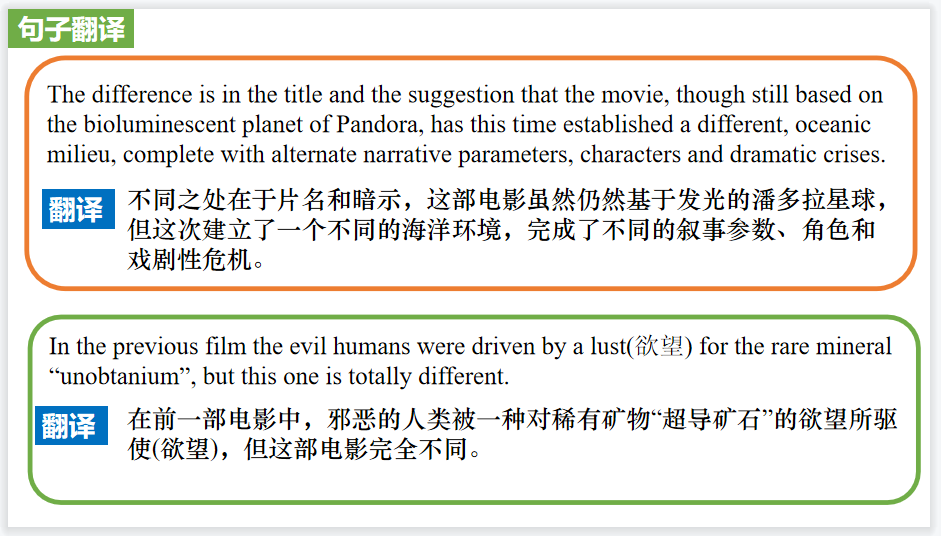 句子翻译
The difference is in the title and the suggestion that the movie, though still based on
the bioluminescent planet of Pandora, has this time established a different, oceanic
milieu, complete with alternate narrative parameters, characters and dramatic crises.
翻译
不同之处在于片名和暗示，这部电影虽然仍然基于发光的潘多拉星球，
但这次建立了一个不同的海洋环境，完成了不同的叙事参数、角色和
戏剧性危机。
In the previous film the evil humans were driven by a lust(欲望) for the rare mineral
“unobtanium”, but this one is totally different.
翻译
在前一部电影中，邪恶的人类被一种对稀有矿物“超导矿石”的欲望所驱
使(欲望)，但这部电影完全不同。